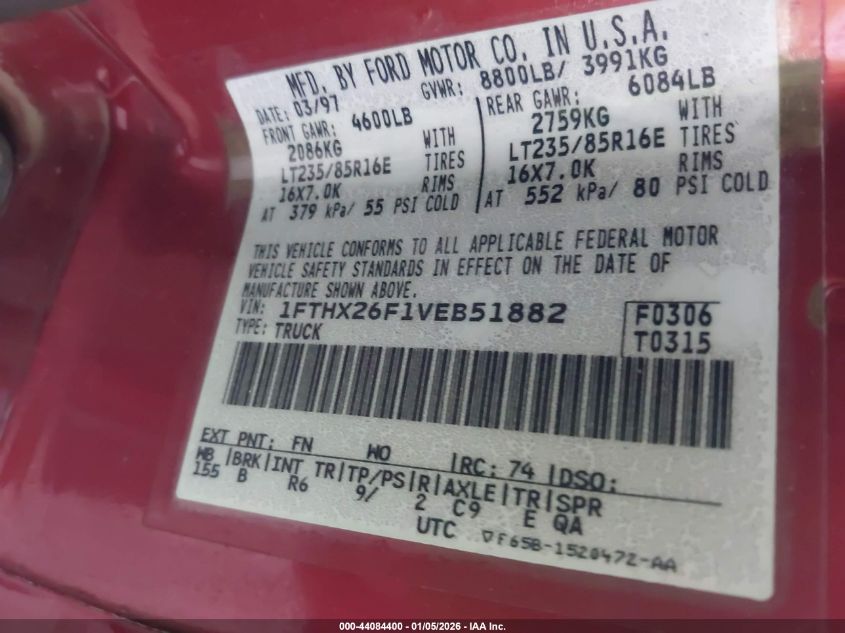 MFD. BY FORD MOTOR CO. IN U.S.A.
DATE: 03/97 GVWR: 8800LB/ 3991KG
FRONT GAWR: 4600LB REAR GAWR: 6084LB
2086KG WITH 2759KG WITH
LT235/85R16E TIRES LT235/85R16E TIRES
16X7.0K RIMS 16X7.0K RIMS
AT 379 kPa/ 55 PSI COLD AT 552 kPa/ 80 PSI COLD
THIS VEHICLE CONFORMS TO ALL APPLICABLE FEDERAL MOTOR
VEHICLE SAFETY STANDARDS IN EFFECT ON THE DATE OF
MANUFACTURE SHOWN ABOVE.
VIN: 1FTHX26F1VEB51882 F0306
TYPE: TRUCK T0315
EXT PNT: FN WO RC: 74 DSO:
WB BRK INT TR TP/PS R AXLE TR SPR
155 B R6 9/ 2 C9 E QA
UTC F65B-1520472-AA
000-44084400 - 01/05/2026 - IAA Inc.